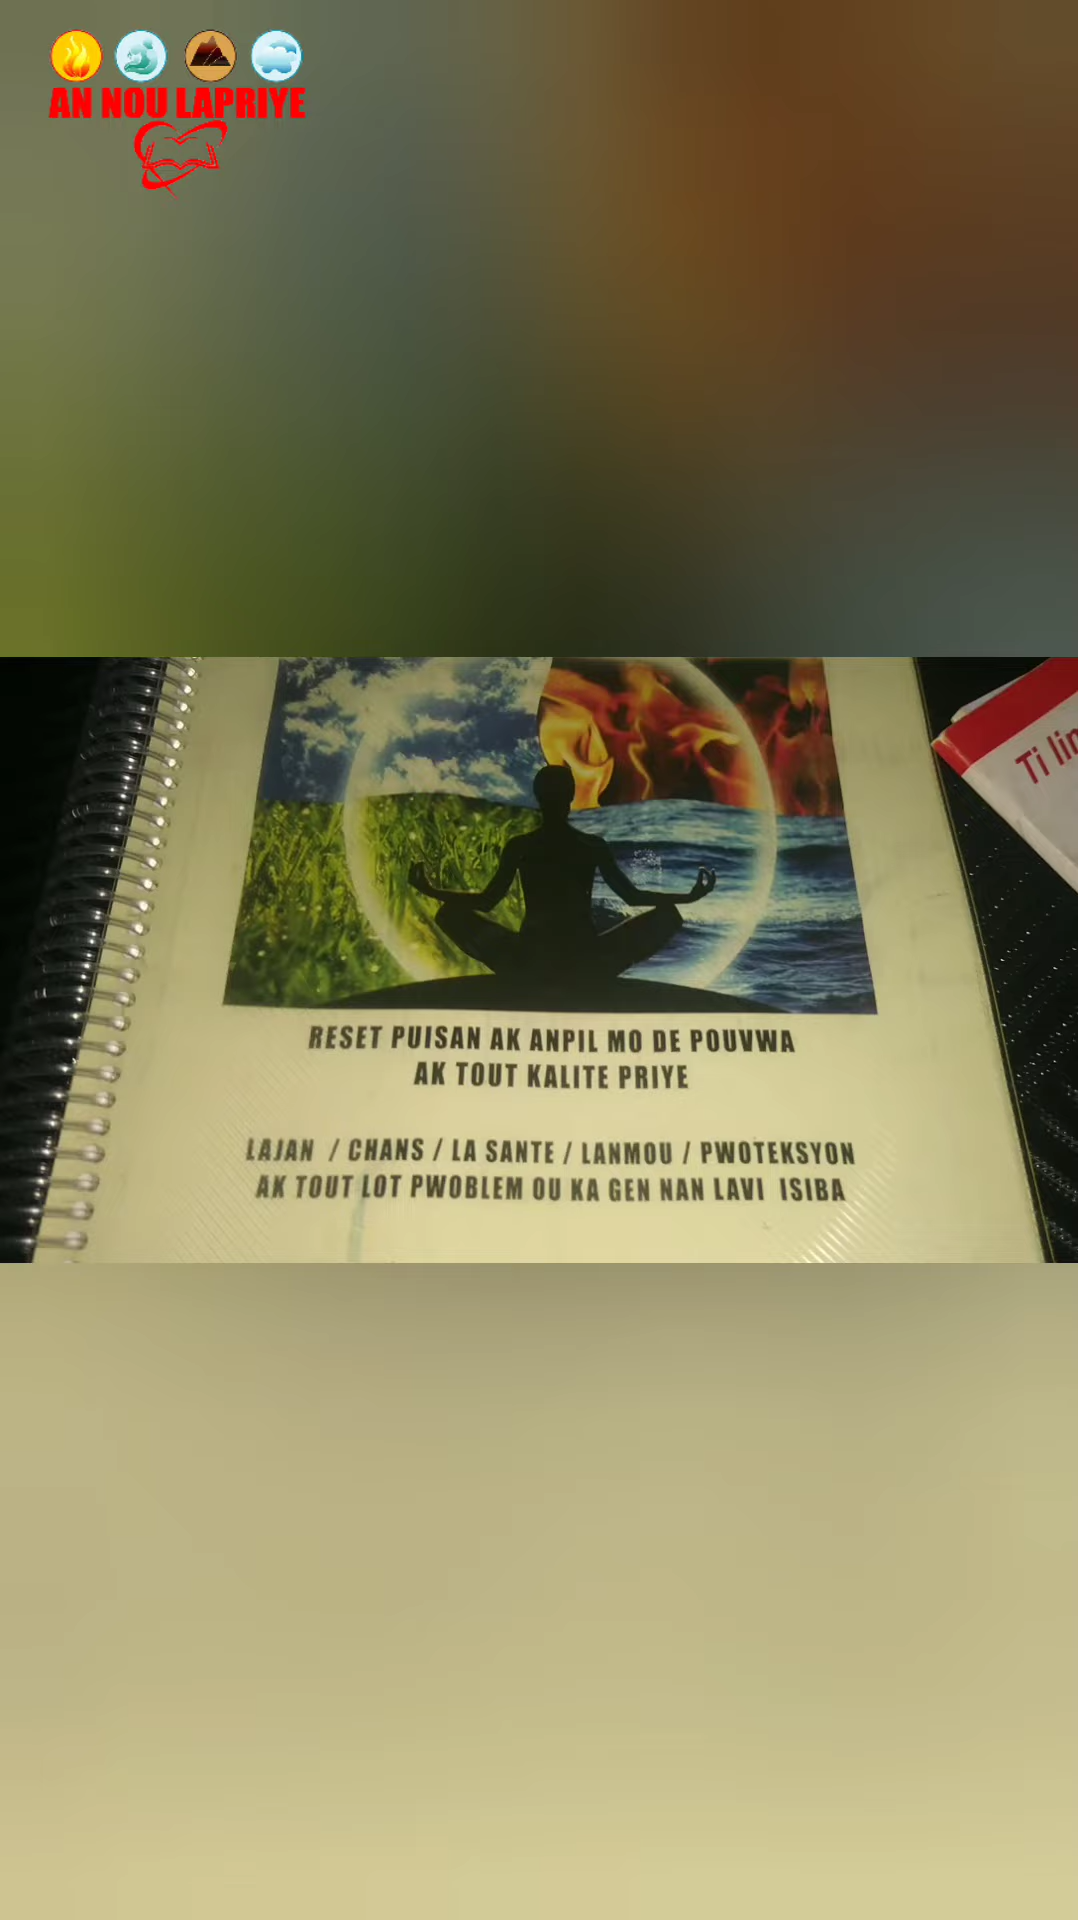 AN NOU LAPRIYE
Ti
RESET PUISAN AK ANPIL MO DE POUVWA
AK TOUT KALITE PRIYE
LAJAN / CHANS / LA SANTE / LANMOU / PWOTEKSYON
AK TOUT LOT PWOBLEM OU KA GEN NAN LAVI ISIBA